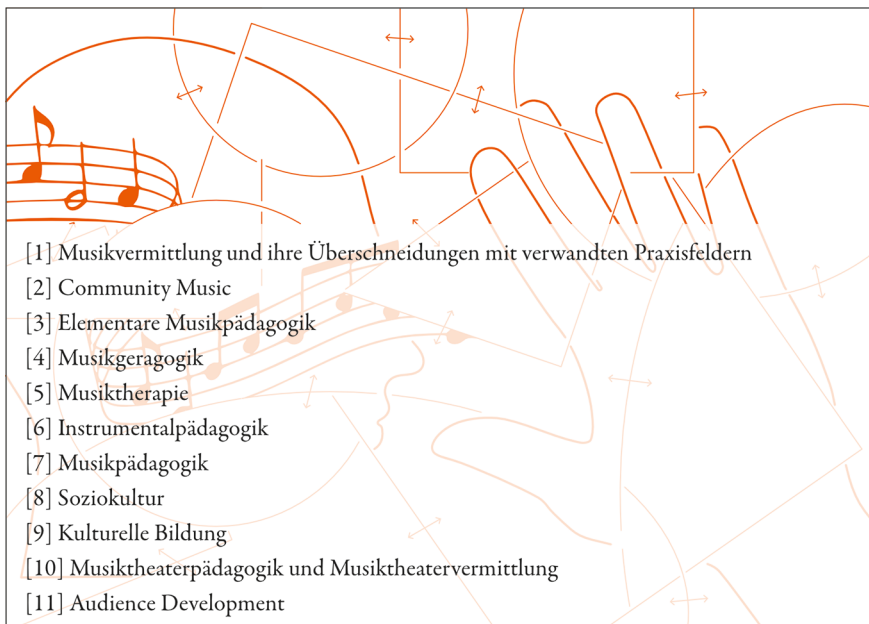 [1] Musikvermittlung und ihre Überschneidungen mit verwandten Praxisfeldern
[2] Community Music
[3] Elementare Musikpädagogik
[4] Musikgeragogik
[5] Musiktherapie
[6] Instrumentalpädagogik
[7] Musikpädagogik
[8] Soziokultur
[9] Kulturelle Bildung
[10] Musiktheaterpädagogik und Musiktheatervermittlung
[11] Audience Development